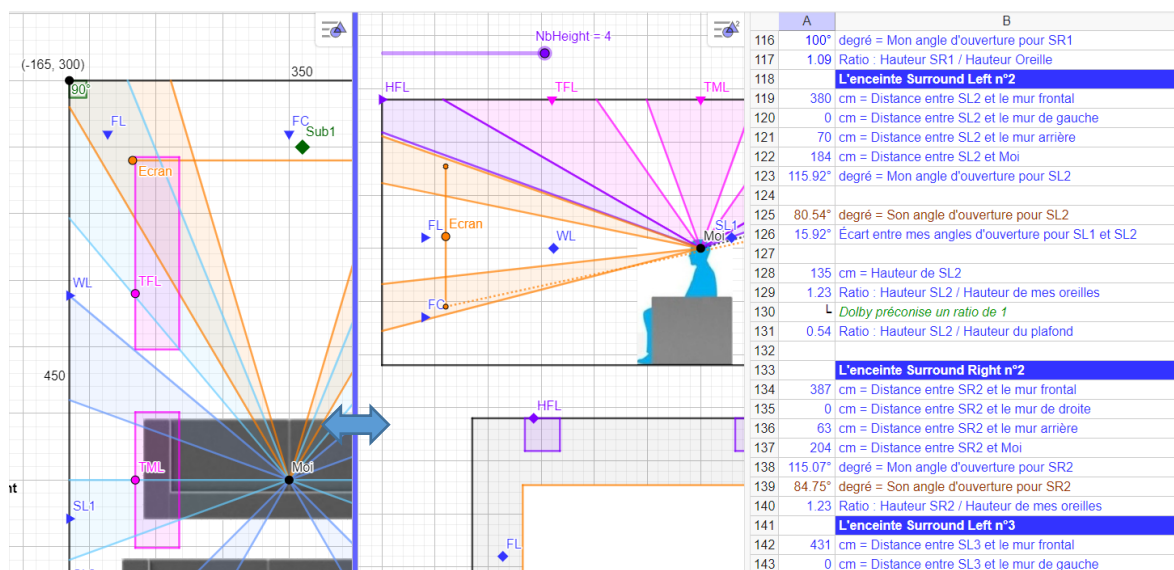 (-165, 300)
350
90°
FL
FC
Sub1
Ecran
TFL
WL
450
TML
Moi
nt
SL1
NbHeight = 4
HFL
TFL
TML
FL
Ecran
WL
SL1
Moi
FC
HFL
FL
A B
116 100° degré = Mon angle d'ouverture pour SR1
117 1.09 Ratio : Hauteur SR1 / Hauteur Oreille
118 L'enceinte Surround Left n°2
119 380 cm = Distance entre SL2 et le mur frontal
120 0 cm = Distance entre SL2 et le mur de gauche
121 70 cm = Distance entre SL2 et le mur arrière
122 184 cm = Distance entre SL2 et Moi
123 115.92° degré = Mon angle d'ouverture pour SL2
124
125 80.54° degré = Son angle d'ouverture pour SL2
126 15.92° Écart entre mes angles d'ouverture pour SL1 et SL2
127
128 135 cm = Hauteur de SL2
129 1.23 Ratio : Hauteur SL2 / Hauteur de mes oreilles
130 ┗ Dolby préconise un ratio de 1
131 0.54 Ratio : Hauteur SL2 / Hauteur du plafond
132
133 L'enceinte Surround Right n°2
134 387 cm = Distance entre SR2 et le mur frontal
135 0 cm = Distance entre SR2 et le mur de droite
136 63 cm = Distance entre SR2 et le mur arrière
137 204 cm = Distance entre SR2 et Moi
138 115.07° degré = Mon angle d'ouverture pour SR2
139 84.75° degré = Son angle d'ouverture pour SR2
140 1.23 Ratio : Hauteur SR2 / Hauteur de mes oreilles
141 L'enceinte Surround Left n°3
142 431 cm = Distance entre SL3 et le mur frontal
143 0 cm = Distance entre SL3 et le mur de gauche